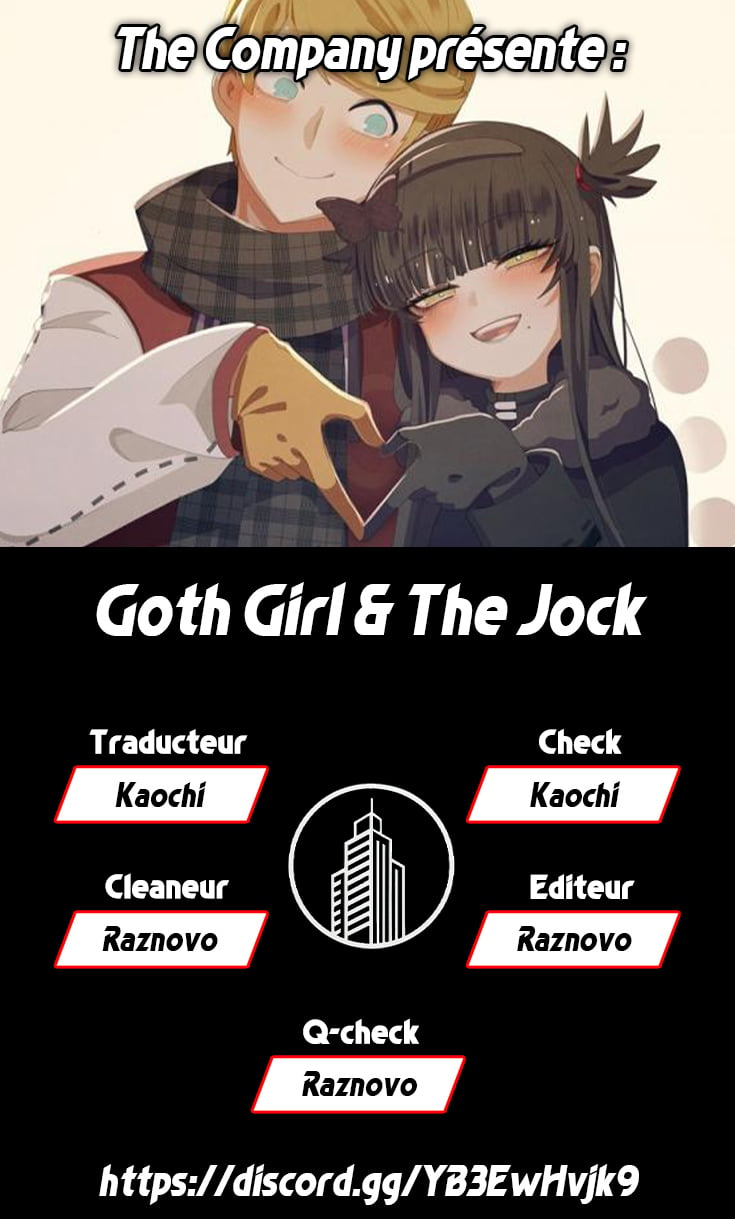 The Company présente :
Goth Girl & The Jock
Traducteur
Kaochi
Check
Kaochi
Cleaneur
Raznovo
Editeur
Raznovo
Q-check
Raznovo
https://discord.gg/YB3EwHvjk9